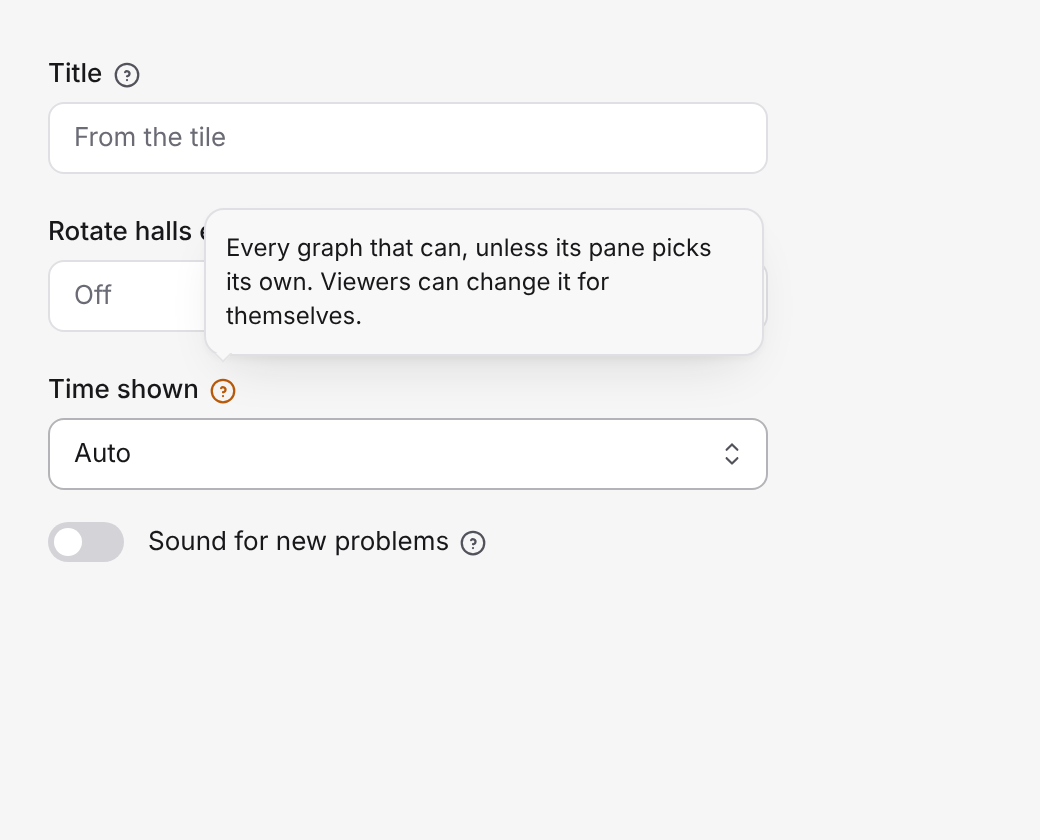 Title
From the tile
Rotate halls
Every graph that can, unless its pane picks
its own. Viewers can change it for
themselves.
Off
Time shown
Auto
Sound for new problems